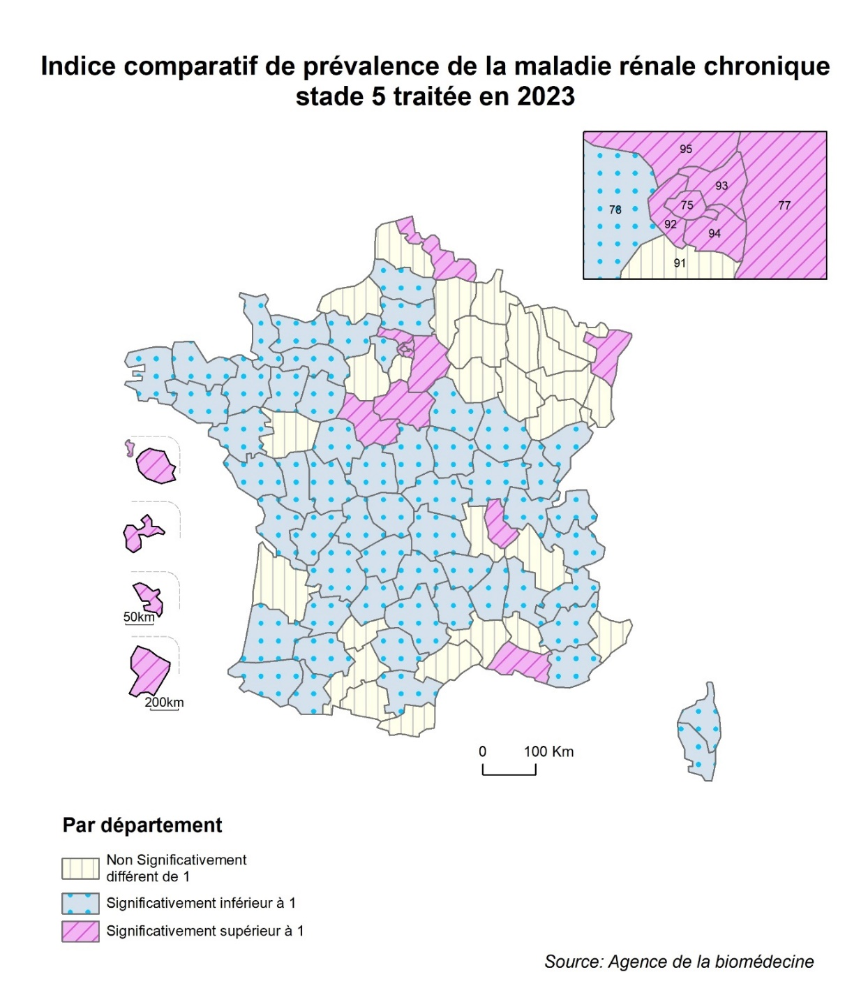 Indice comparatif de prévalence de la maladie rénale chronique
stade 5 traitée en 2023
95
93
78
75
77
92
94
91
50km
200km
0 100 Km
Par département
Non Significativement
différent de 1
Significativement inférieur à 1
Significativement supérieur à 1
Source: Agence de la biomédecine